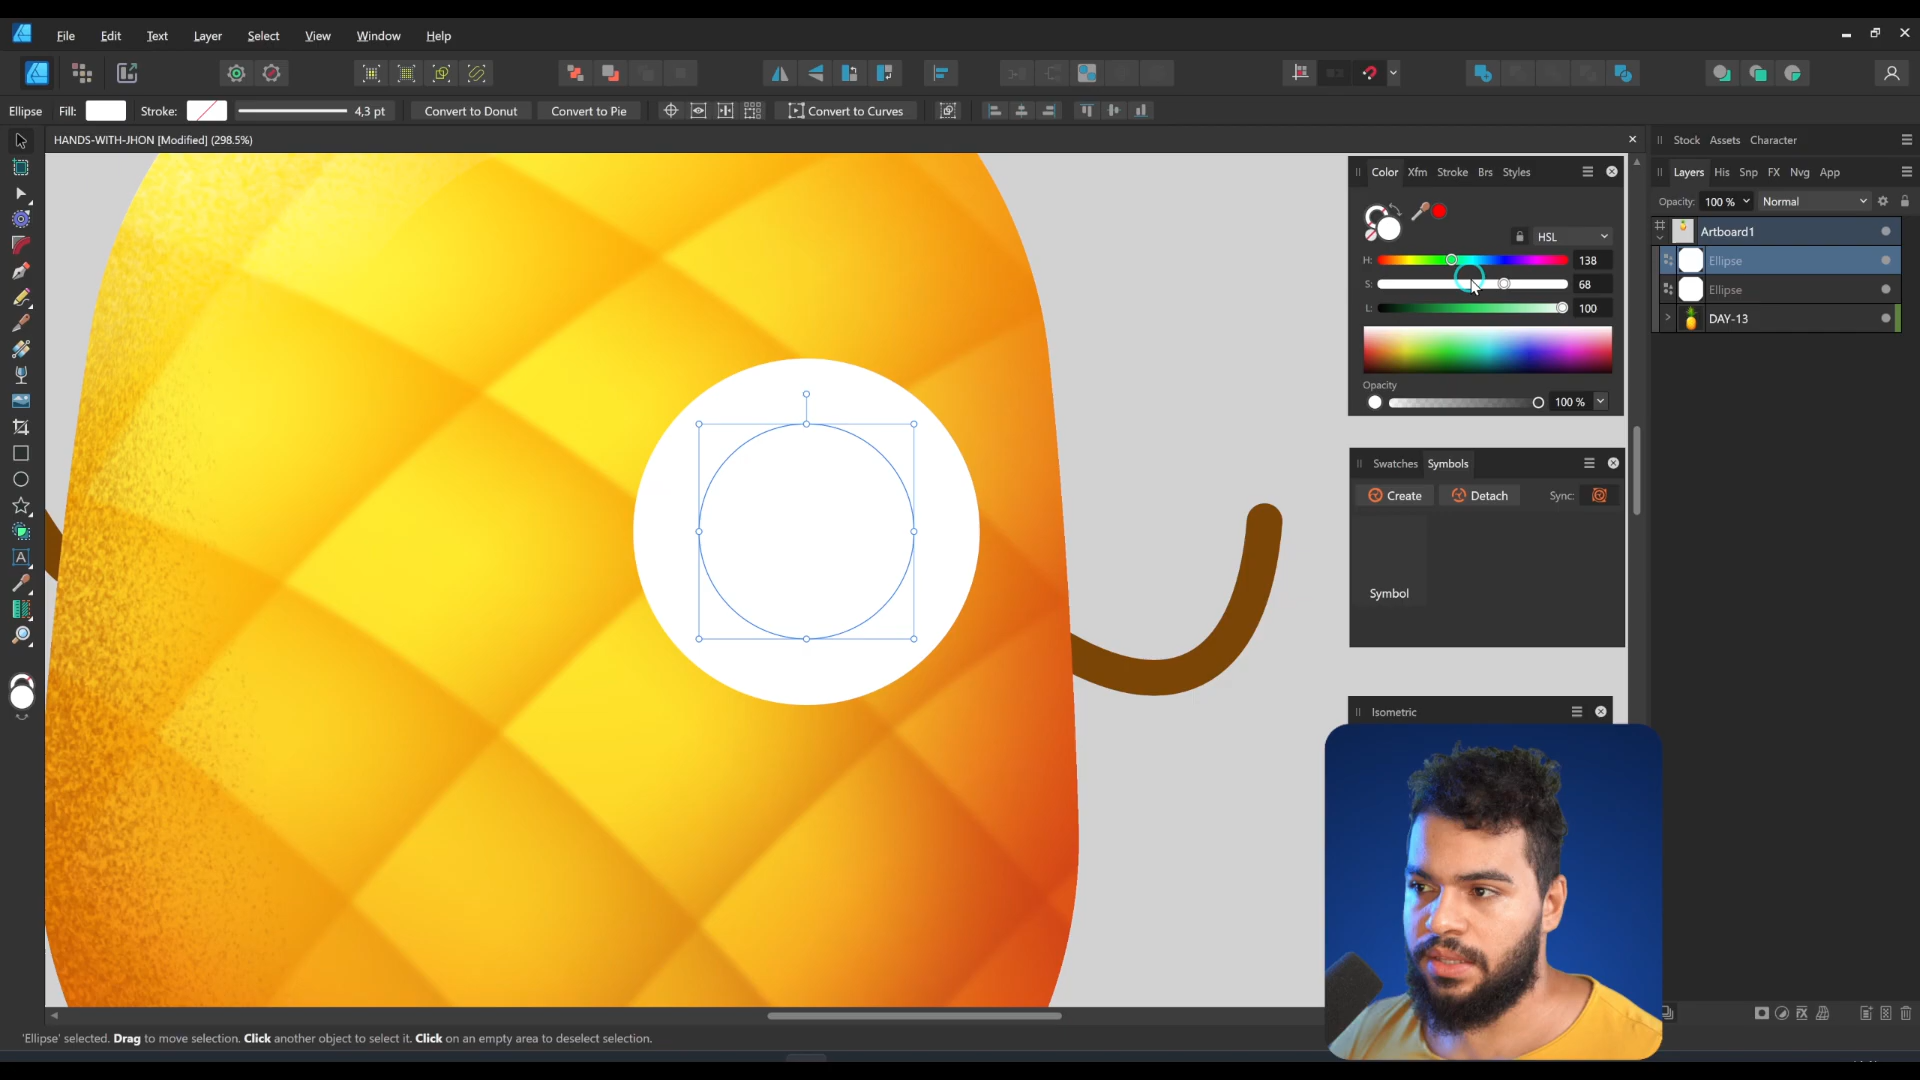 File Edit Text Layer Select View Window Help
Ellipse Fill: Stroke: 4,3 pt Convert to Donut Convert to Pie Convert to Curves
HANDS-WITH-JHON [Modified] (298.5%)
Stock Assets Character
Color Xfm Stroke Brs Styles
Layers His Snp FX Nvg App
Opacity: 100 % Normal
HSL
Artboard1
H: 138
Ellipse
S: 68
Ellipse
L: 100
DAY-13
Opacity
100 %
Swatches Symbols
Create Detach Sync:
Symbol
Isometric
'Ellipse' selected. Drag to move selection. Click another object to select it. Click on an empty area to deselect selection.